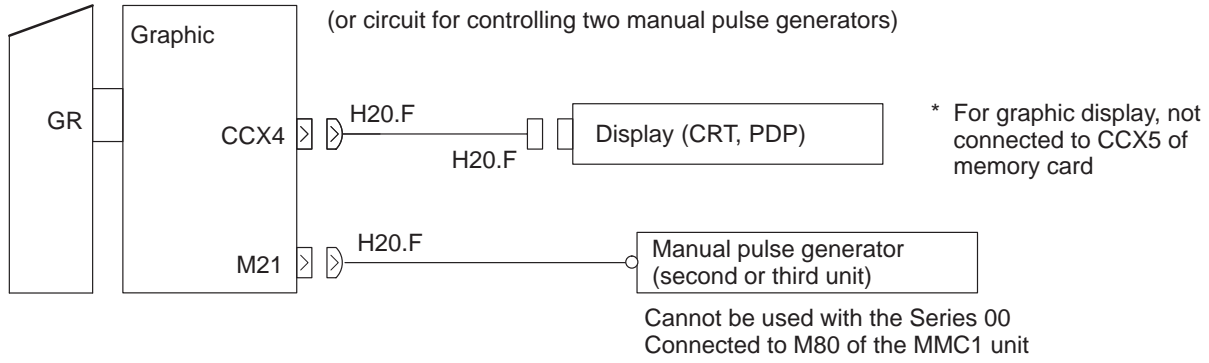 (or circuit for controlling two manual pulse generators)
Graphic
GR
CCX4
H20.F
H20.F
Display (CRT, PDP)
* For graphic display, not
connected to CCX5 of
memory card
M21
H20.F
Manual pulse generator
(second or third unit)
Cannot be used with the Series 00
Connected to M80 of the MMC1 unit